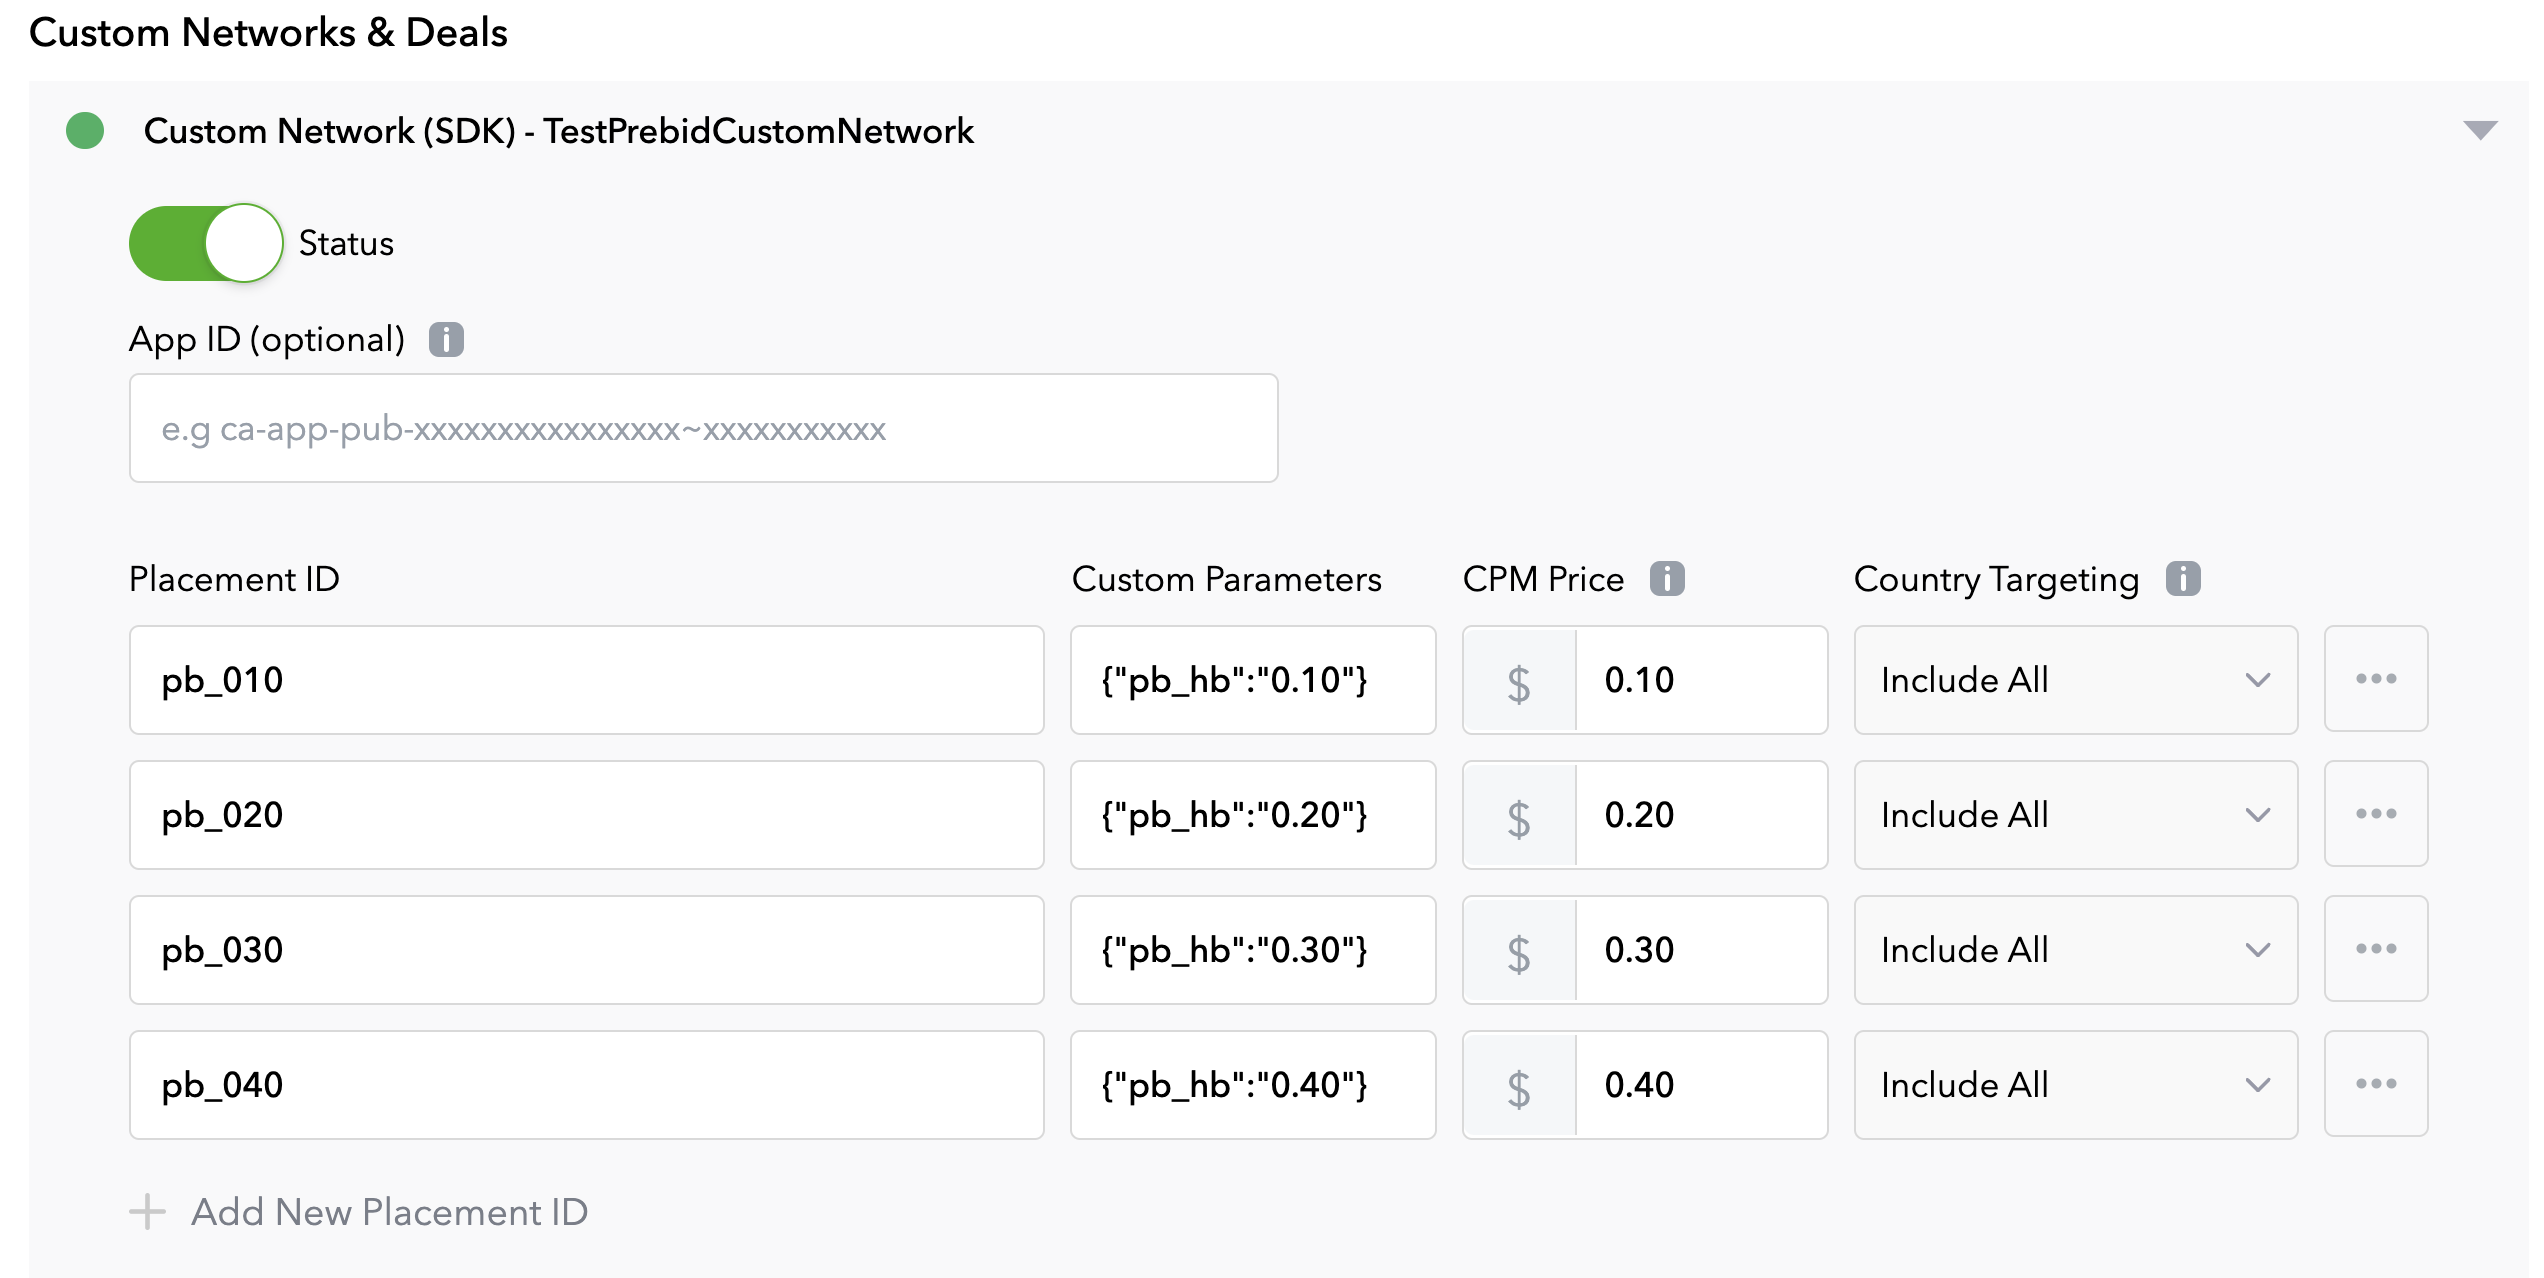 Custom Networks & Deals
Custom Network (SDK) - TestPrebidCustomNetwork
Status
App ID (optional) i
e.g ca-app-pub-xxxxxxxxxxxxxxxx~xxxxxxxxxxx
Placement ID Custom Parameters CPM Price i Country Targeting i
pb_010 {"pb_hb":"0.10"} $ 0.10 Include All
pb_020 {"pb_hb":"0.20"} $ 0.20 Include All
pb_030 {"pb_hb":"0.30"} $ 0.30 Include All
pb_040 {"pb_hb":"0.40"} $ 0.40 Include All
Add New Placement ID